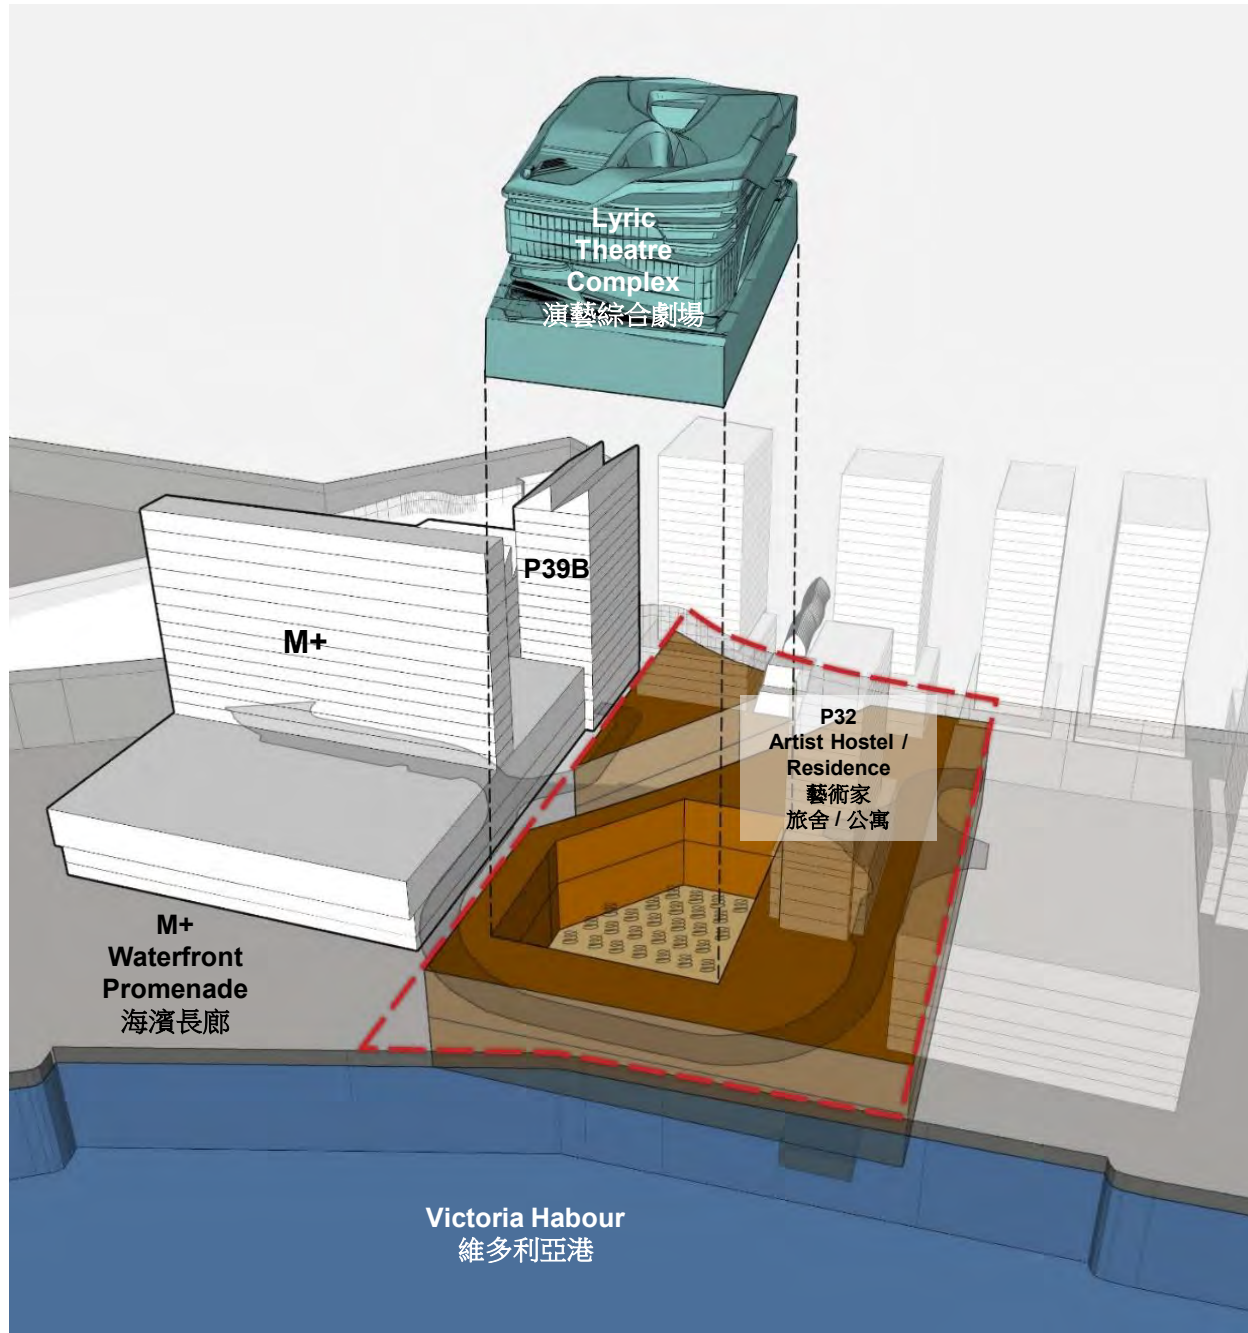 Lyric
Theatre
Complex
演藝綜合劇場
P39B
M+
P32
Artist Hostel /
Residence
藝術家
旅舍 / 公寓
M+
Waterfront
Promenade
海濱長廊
Victoria Habour
維多利亞港